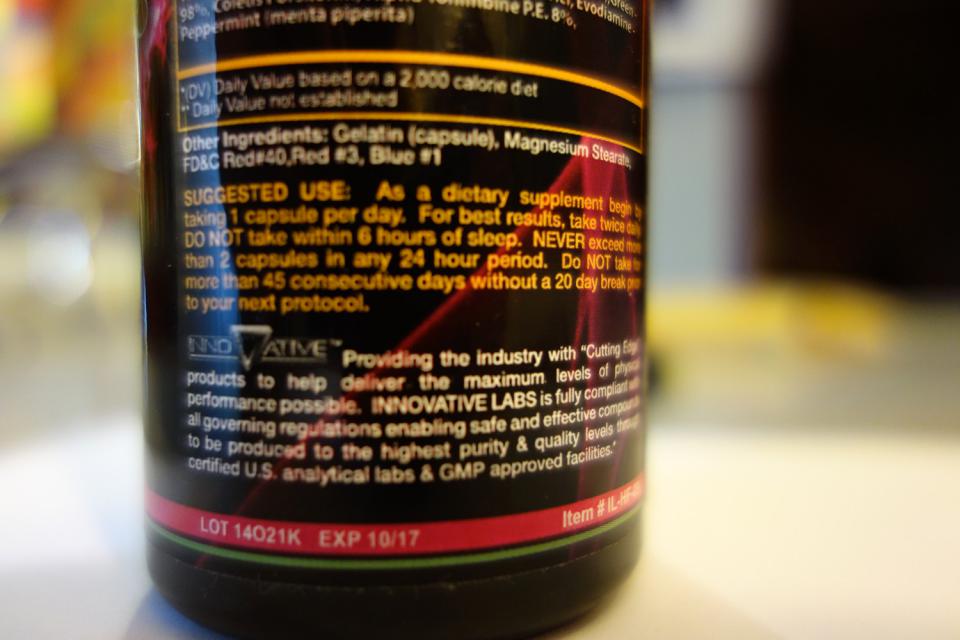 Green-
98%, Yohimbine P.E. 8%, Evodiamine-
Peppermint (menta piperita)
*(DV) Daily Value based on a 2,000 calorie diet
** Daily Value not established
Other Ingredients: Gelatin (capsule), Magnesium Stearate,
FD&C Red#40,Red #3, Blue #1
SUGGESTED USE: As a dietary supplement begin by
taking 1 capsule per day. For best results, take twice daily
DO NOT take within 6 hours of sleep. NEVER exceed more
than 2 capsules in any 24 hour period. Do NOT take for
more than 45 consecutive days without a 20 day break prior
to your next protocol.
INNOVATIVE™ Providing the industry with “Cutting Edge
products to help deliver the maximum levels of physical
performance possible. INNOVATIVE LABS is fully compliant with
all governing regulations enabling safe and effective compounds
to be produced to the highest purity & quality levels through
certified U.S. analytical labs & GMP approved facilities.”
LOT 14O21K EXP 10/17
Item # IL-HF